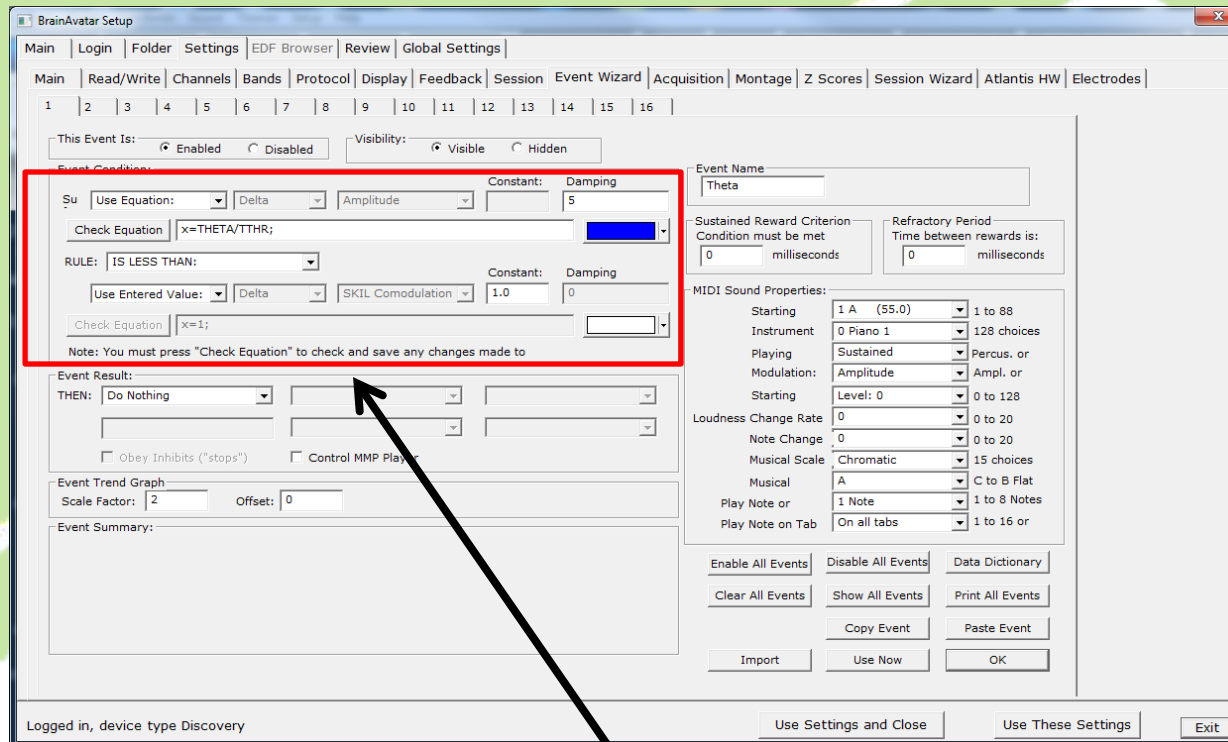 BrainAvatar Setup
Main Login Folder Settings EDF Browser Review Global Settings
Main Read/Write Channels Bands Protocol Display Feedback Session Event Wizard Acquisition Montage Z Scores Session Wizard Atlantis HW Electrodes
1 2 3 4 5 6 7 8 9 10 11 12 13 14 15 16
This Event Is: Enabled Disabled Visibility: Visible Hidden
Event Condition:
Constant: Damping
Su Use Equation: Delta Amplitude 5
Check Equation x=THETA/TTHR;
RULE: IS LESS THAN:
Constant: Damping
Use Entered Value: Delta SKIL Comodulation 1.0 0
Check Equation x=1;
Note: You must press "Check Equation" to check and save any changes made to
Event Result:
THEN: Do Nothing
Obey Inhibits ("stops") Control MMP Player
Event Trend Graph
Scale Factor: 2 Offset: 0
Event Summary:
Event Name
Theta
Sustained Reward Criterion
Condition must be met
0 milliseconds
Refractory Period
Time between rewards is:
0 milliseconds
MIDI Sound Properties:
Starting 1 A (55.0) 1 to 88
Instrument 0 Piano 1 128 choices
Playing Sustained Percus. or
Modulation: Amplitude Ampl. or
Starting Level: 0 0 to 128
Loudness Change Rate 0 0 to 20
Note Change 0 0 to 20
Musical Scale Chromatic 15 choices
Musical A C to B Flat
Play Note or 1 Note 1 to 8 Notes
Play Note on Tab On all tabs 1 to 16 or
Enable All Events Disable All Events Data Dictionary
Clear All Events Show All Events Print All Events
Copy Event Paste Event
Import Use Now OK
Logged in, device type Discovery Use Settings and Close Use These Settings Exit